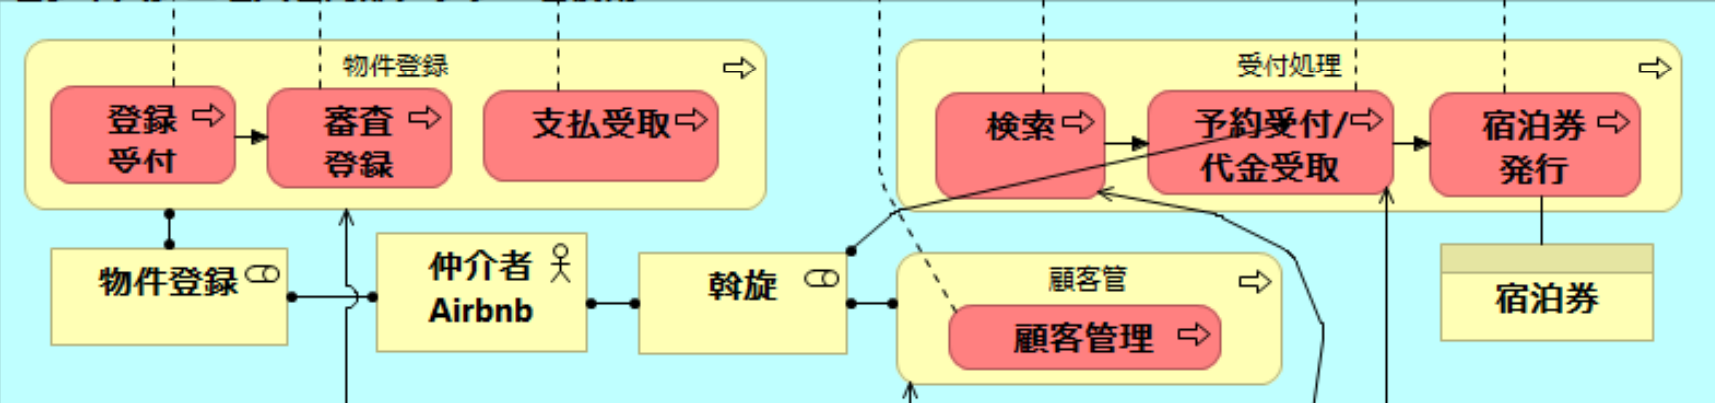 物件登録
登録
受付
審査
登録
支払受取
受付処理
検索
予約受付/
代金受取
宿泊券
発行
物件登録
仲介者
Airbnb
斡旋
顧客管
顧客管理
宿泊券